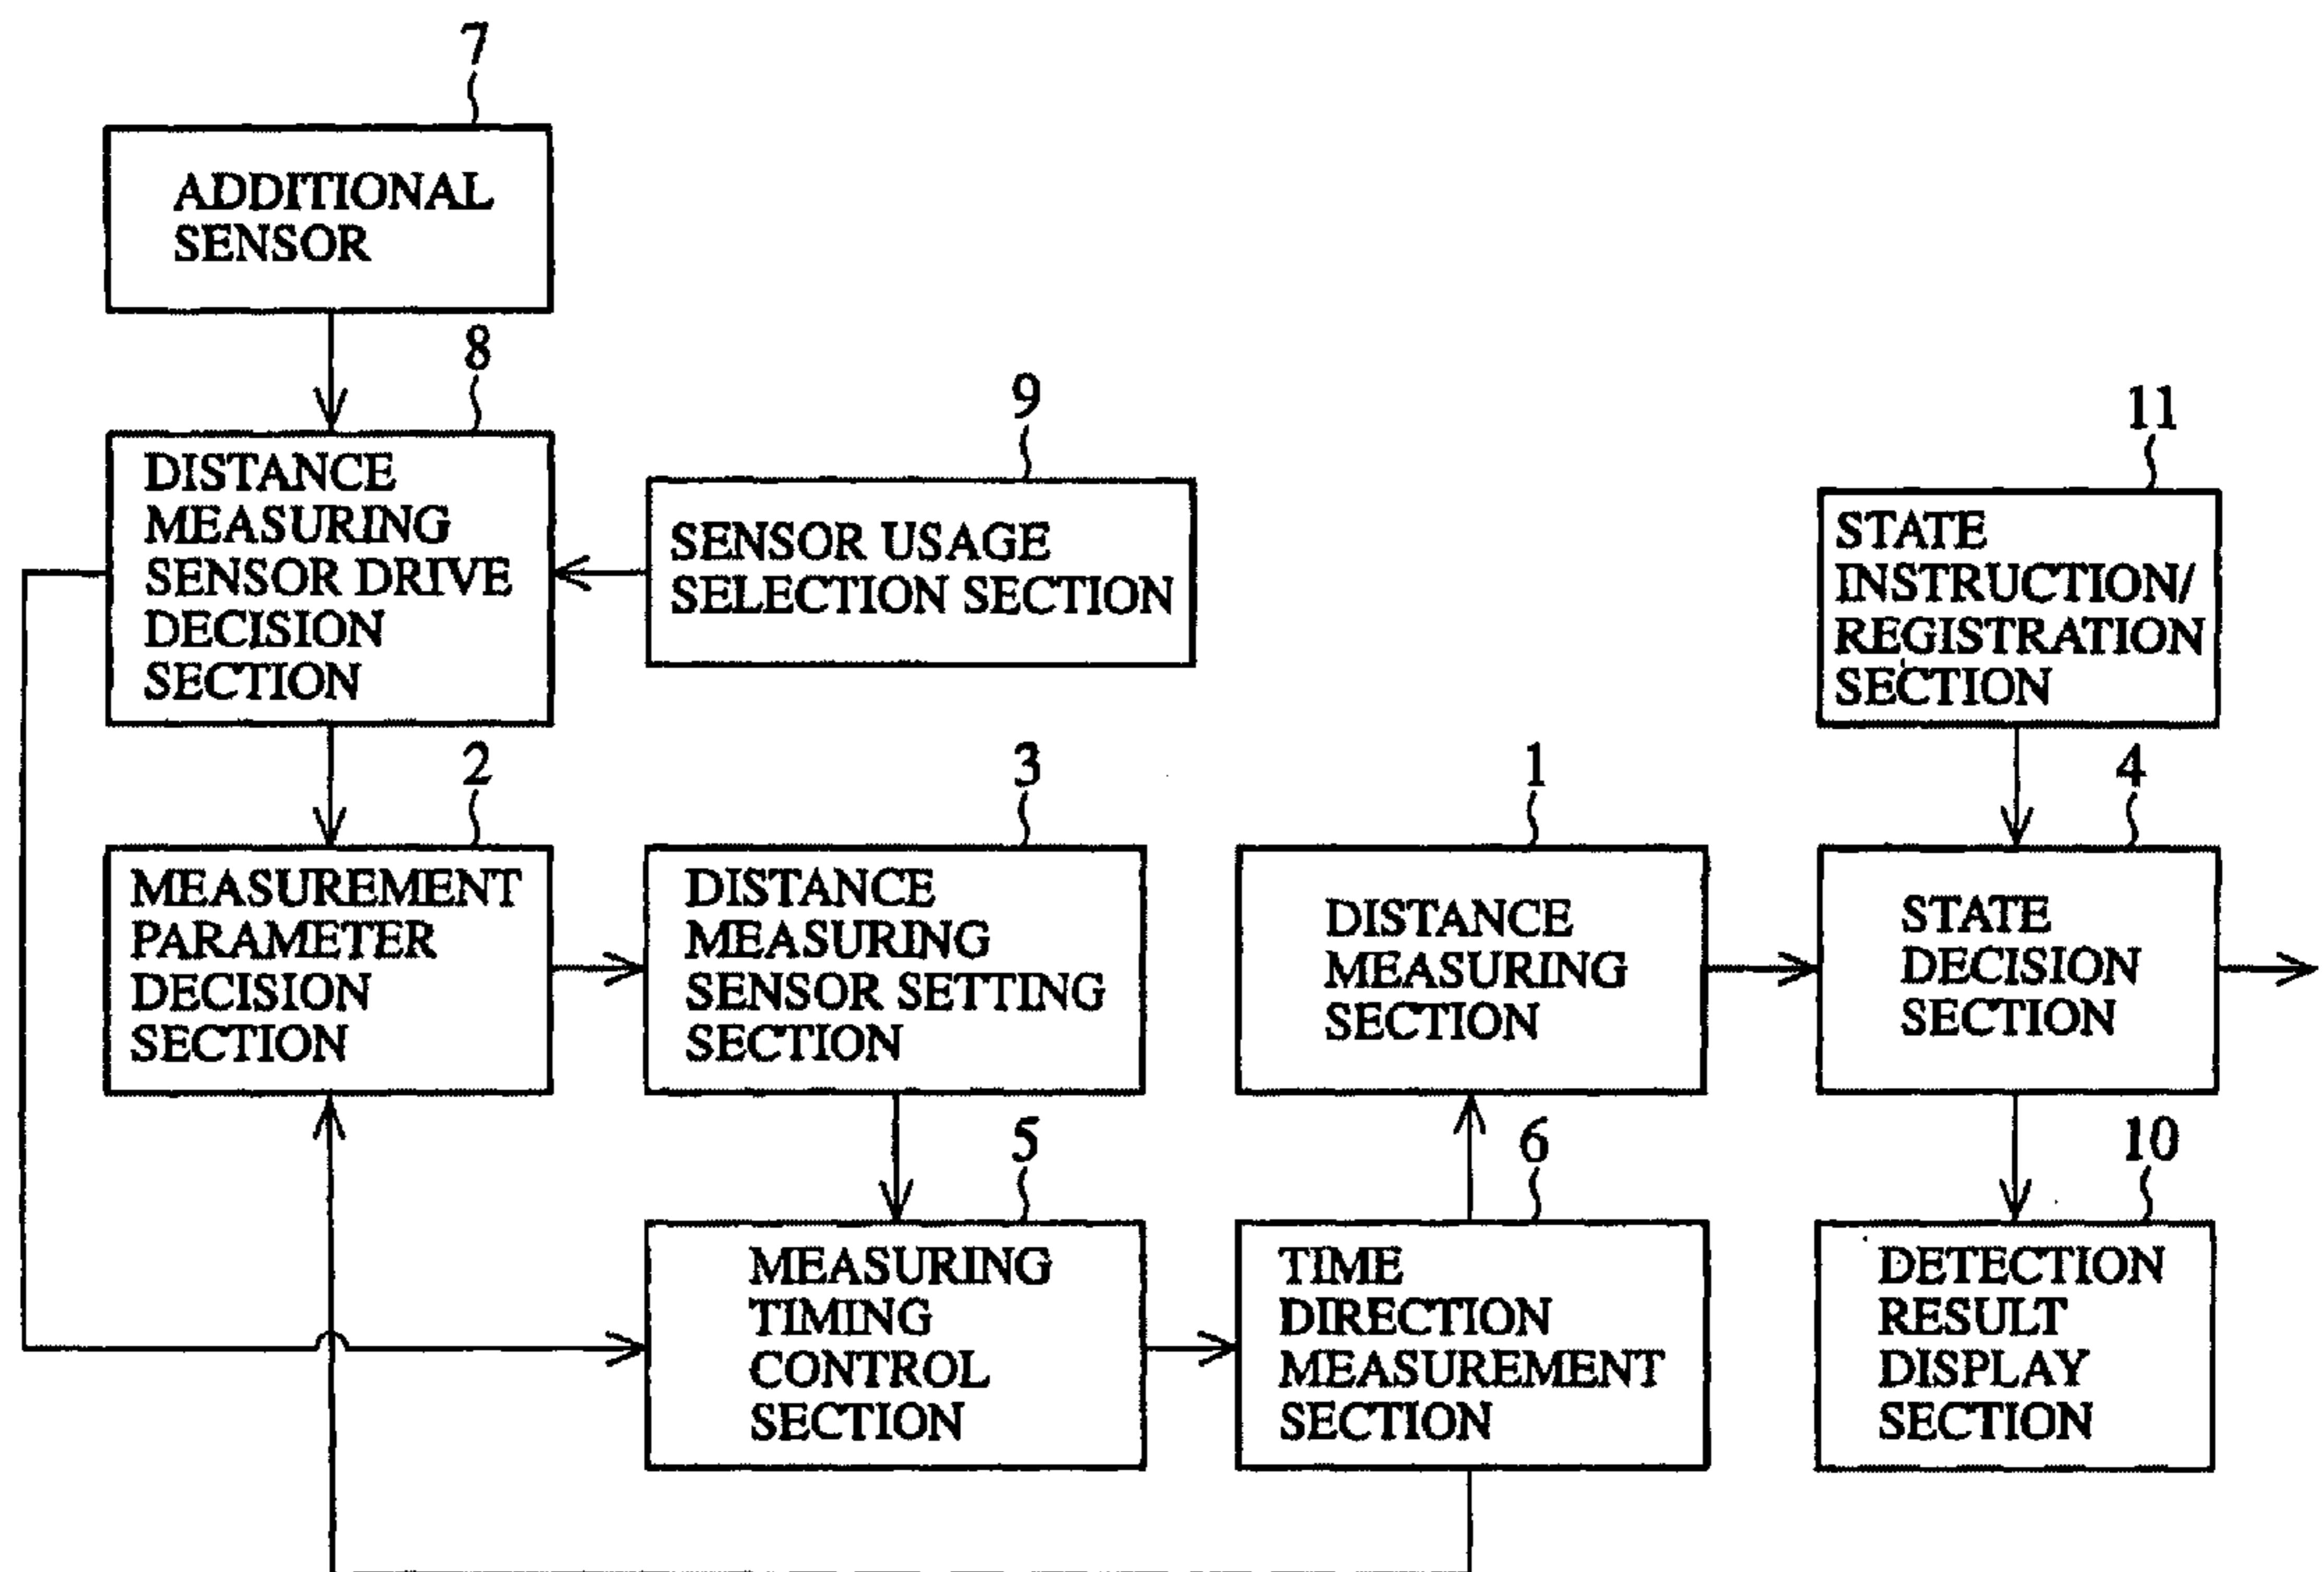 7
ADDITIONAL
SENSOR
8
DISTANCE
MEASURING
SENSOR DRIVE
DECISION
SECTION
9
SENSOR USAGE
SELECTION SECTION
11
STATE
INSTRUCTION/
REGISTRATION
SECTION
2
MEASUREMENT
PARAMETER
DECISION
SECTION
3
DISTANCE
MEASURING
SENSOR SETTING
SECTION
1
DISTANCE
MEASURING
SECTION
4
STATE
DECISION
SECTION
5
MEASURING
TIMING
CONTROL
SECTION
6
TIME
DIRECTION
MEASUREMENT
SECTION
10
DETECTION
RESULT
DISPLAY
SECTION